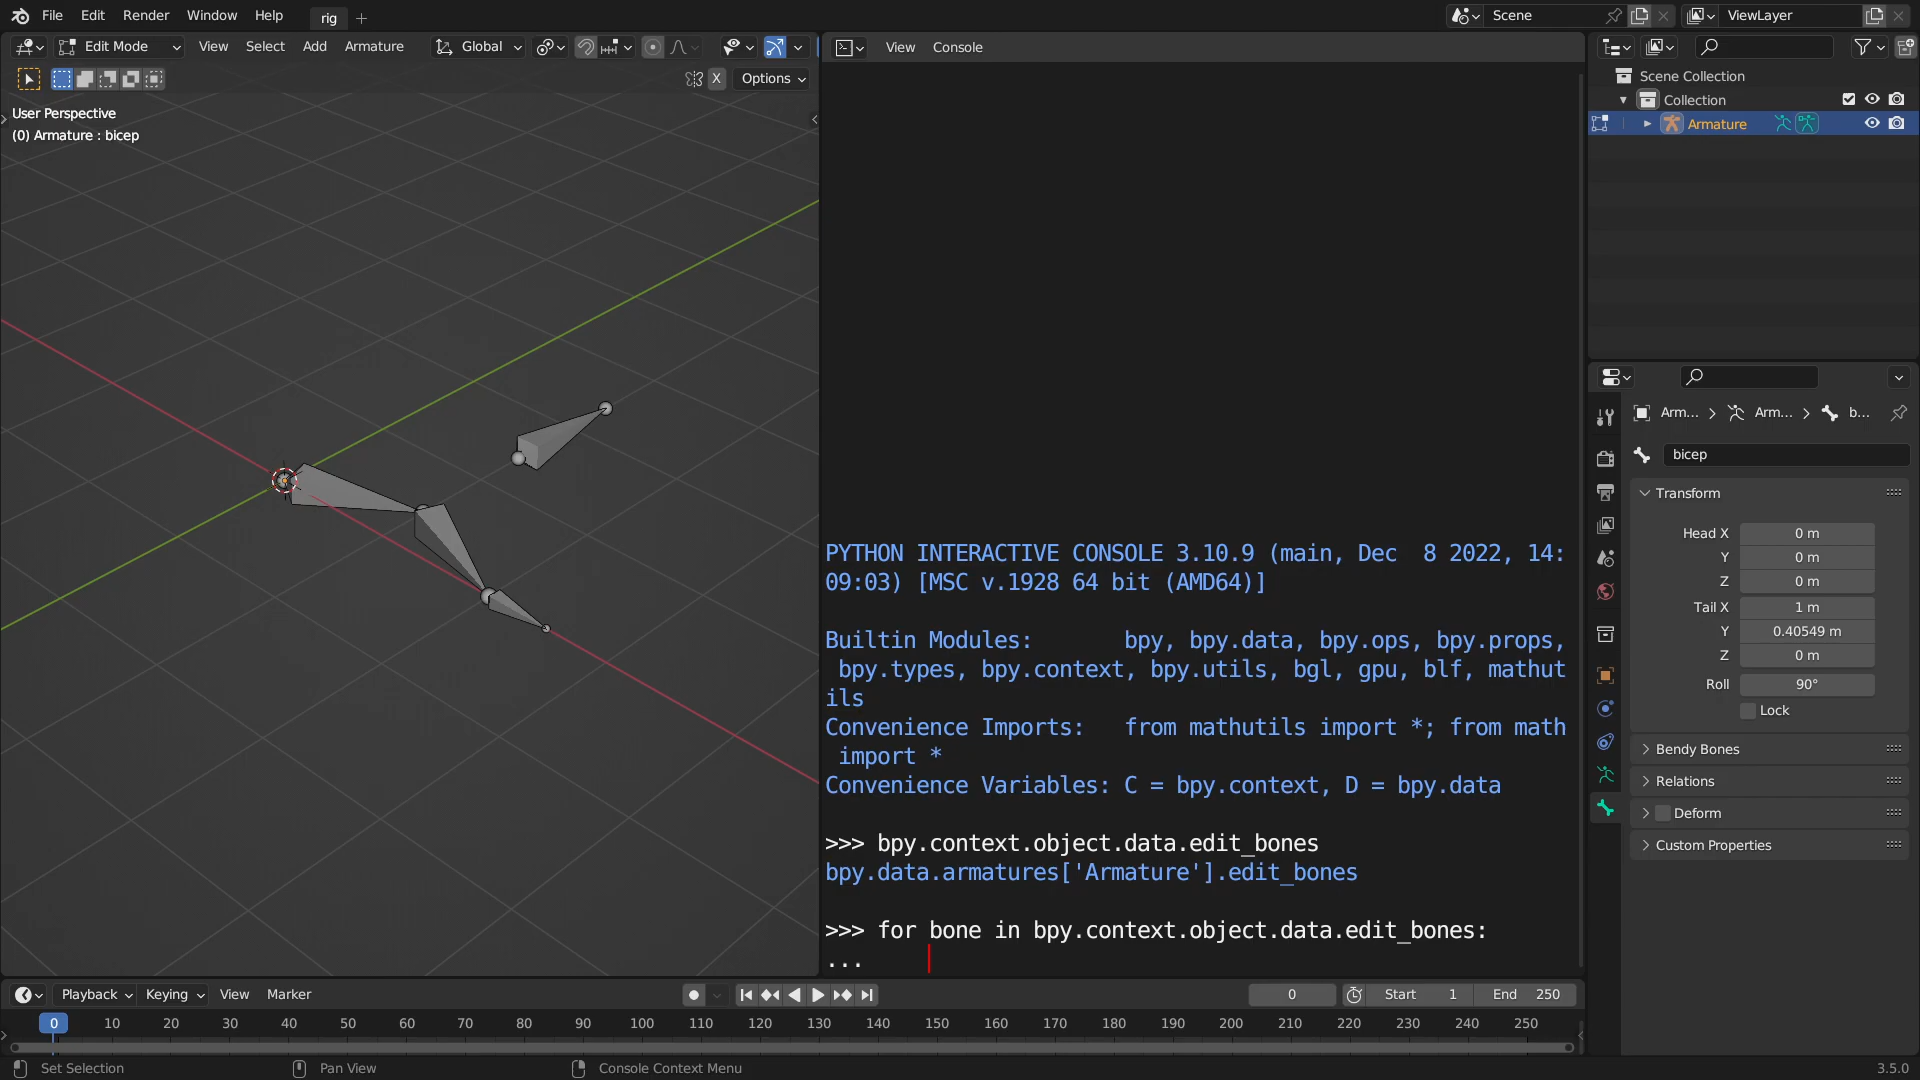 File Edit Render Window Help rig Scene ViewLayer
Edit Mode View Select Add Armature Global View Console
X Options
User Perspective
(0) Armature : bicep
PYTHON INTERACTIVE CONSOLE 3.10.9 (main, Dec  8 2022, 14:
09:03) [MSC v.1928 64 bit (AMD64)]
Builtin Modules:       bpy, bpy.data, bpy.ops, bpy.props,
bpy.types, bpy.context, bpy.utils, bgl, gpu, blf, mathut
ils
Convenience Imports:   from mathutils import *; from math
import *
Convenience Variables: C = bpy.context, D = bpy.data
>>> bpy.context.object.data.edit_bones
bpy.data.armatures['Armature'].edit_bones
>>> for bone in bpy.context.object.data.edit_bones:
...
Scene Collection
Collection
Armature
Arm... Arm... b...
bicep
Transform
Head X 0 m
Y 0 m
Z 0 m
Tail X 1 m
Y 0.40549 m
Z 0 m
Roll 90°
Lock
Bendy Bones
Relations
Deform
Custom Properties
Playback Keying View Marker 0 Start 1 End 250
0 10 20 30 40 50 60 70 80 90 100 110 120 130 140 150 160 170 180 190 200 210 220 230 240 250
Set Selection Pan View Console Context Menu 3.5.0